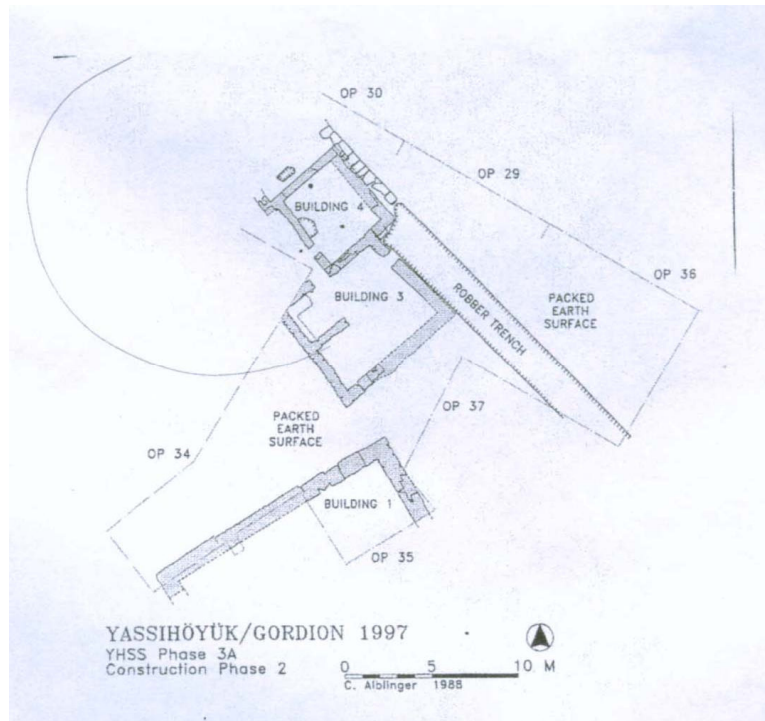 OP 30
OP 29
BUILDING 4
OP 36
BUILDING 3
ROBBER TRENCH
PACKED
EARTH
SURFACE
OP 37
PACKED
EARTH
SURFACE
OP 34
BUILDING 1
OP 35
YASSIHÖYÜK/GORDION 1997
YHSS Phase 3A
Construction Phase 2
0 5 10 M
C. Alblinger 1988